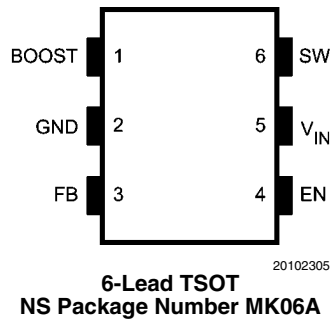 BOOST 1 6 SW
GND 2 5 V_IN
FB 3 4 EN
20102305
6-Lead TSOT
NS Package Number MK06A